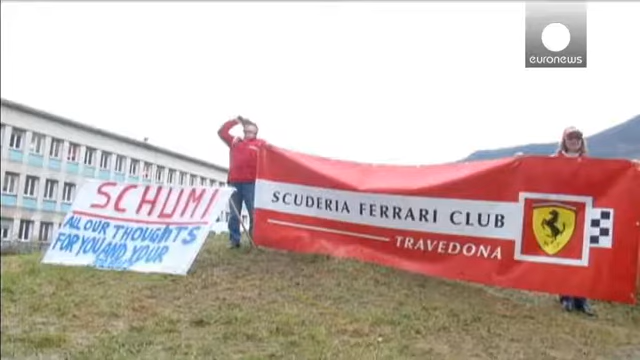 euronews
SCHUMI
ALL OUR THOUGHTS
FOR YOU AND YOUR
SCUDERIA FERRARI CLUB
TRAVEDONA